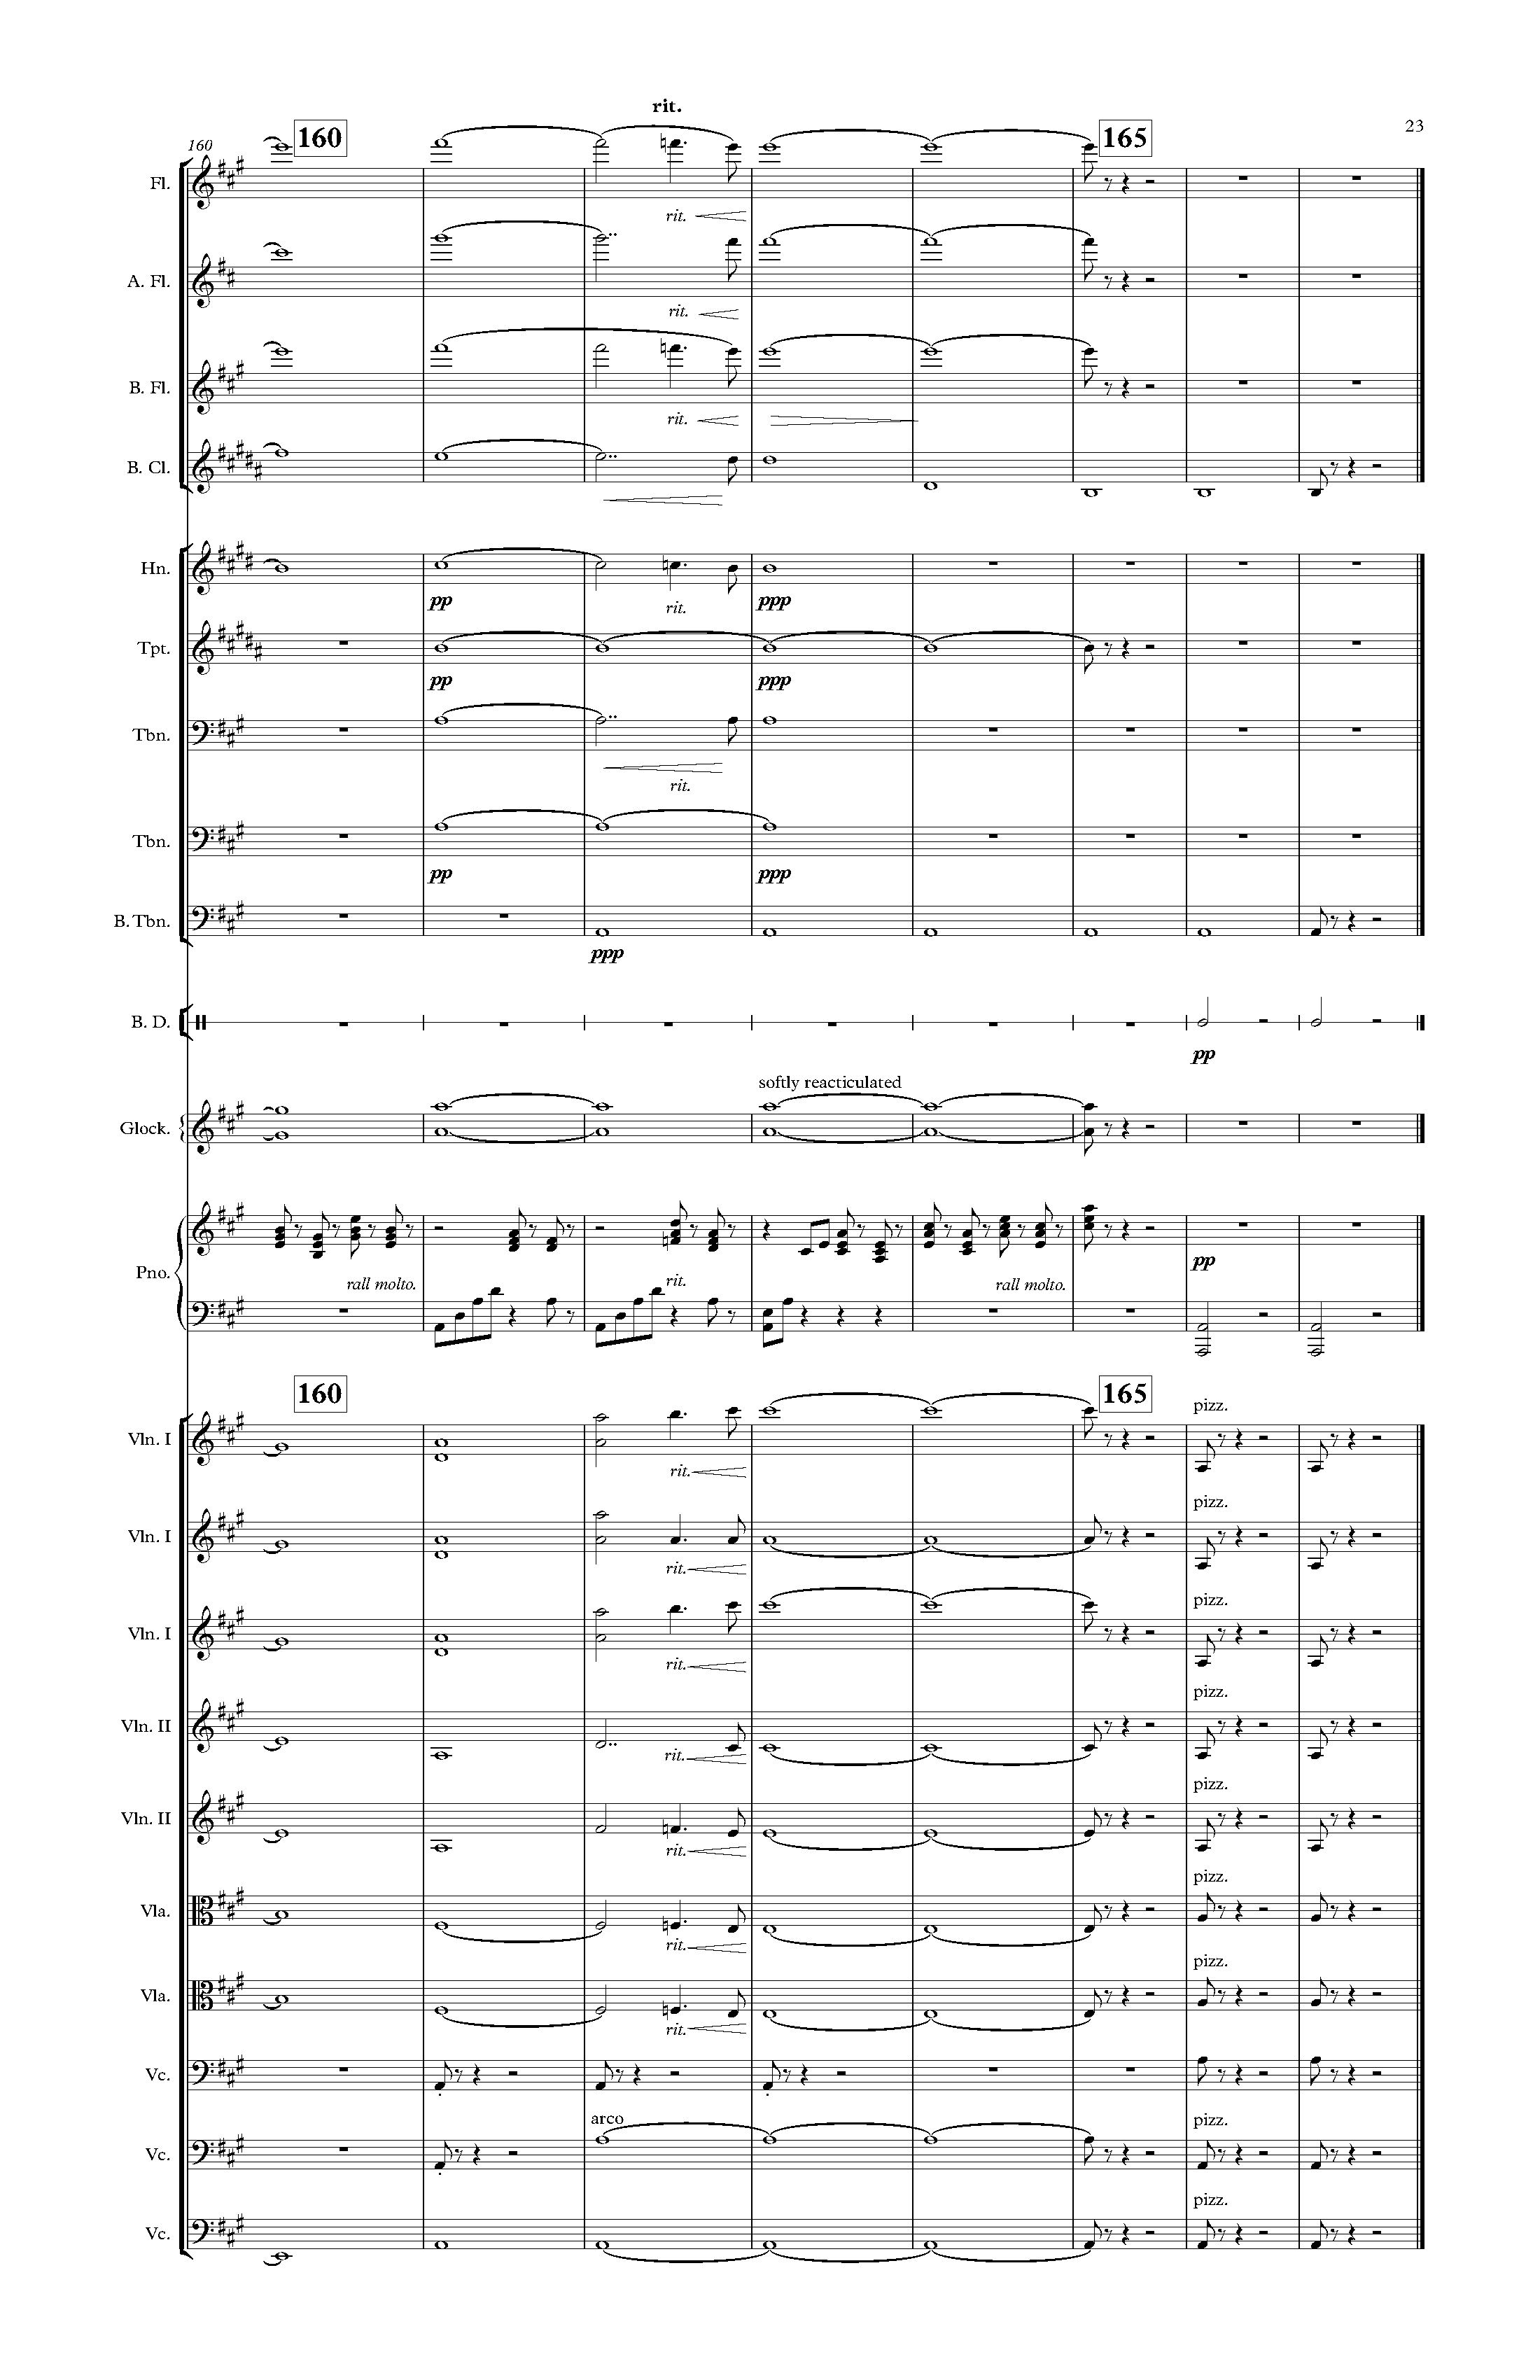 rit.
23
160
160
165
Fl.
rit.
A. Fl.
rit.
B. Fl.
rit.
B. Cl.
Hn.
pp
rit.
ppp
Tpt.
pp
ppp
Tbn.
rit.
Tbn.
pp
ppp
B. Tbn.
ppp
B. D.
pp
softly reacticulated
Glock.
Pno.
pp
rall molto.
rit.
rall molto.
160
165
pizz.
Vln. I
rit.
pizz.
Vln. I
rit.
pizz.
Vln. I
rit.
pizz.
Vln. II
rit.
pizz.
Vln. II
rit.
pizz.
Vla.
rit.
pizz.
Vla.
rit.
Vc.
arco
pizz.
Vc.
pizz.
Vc.